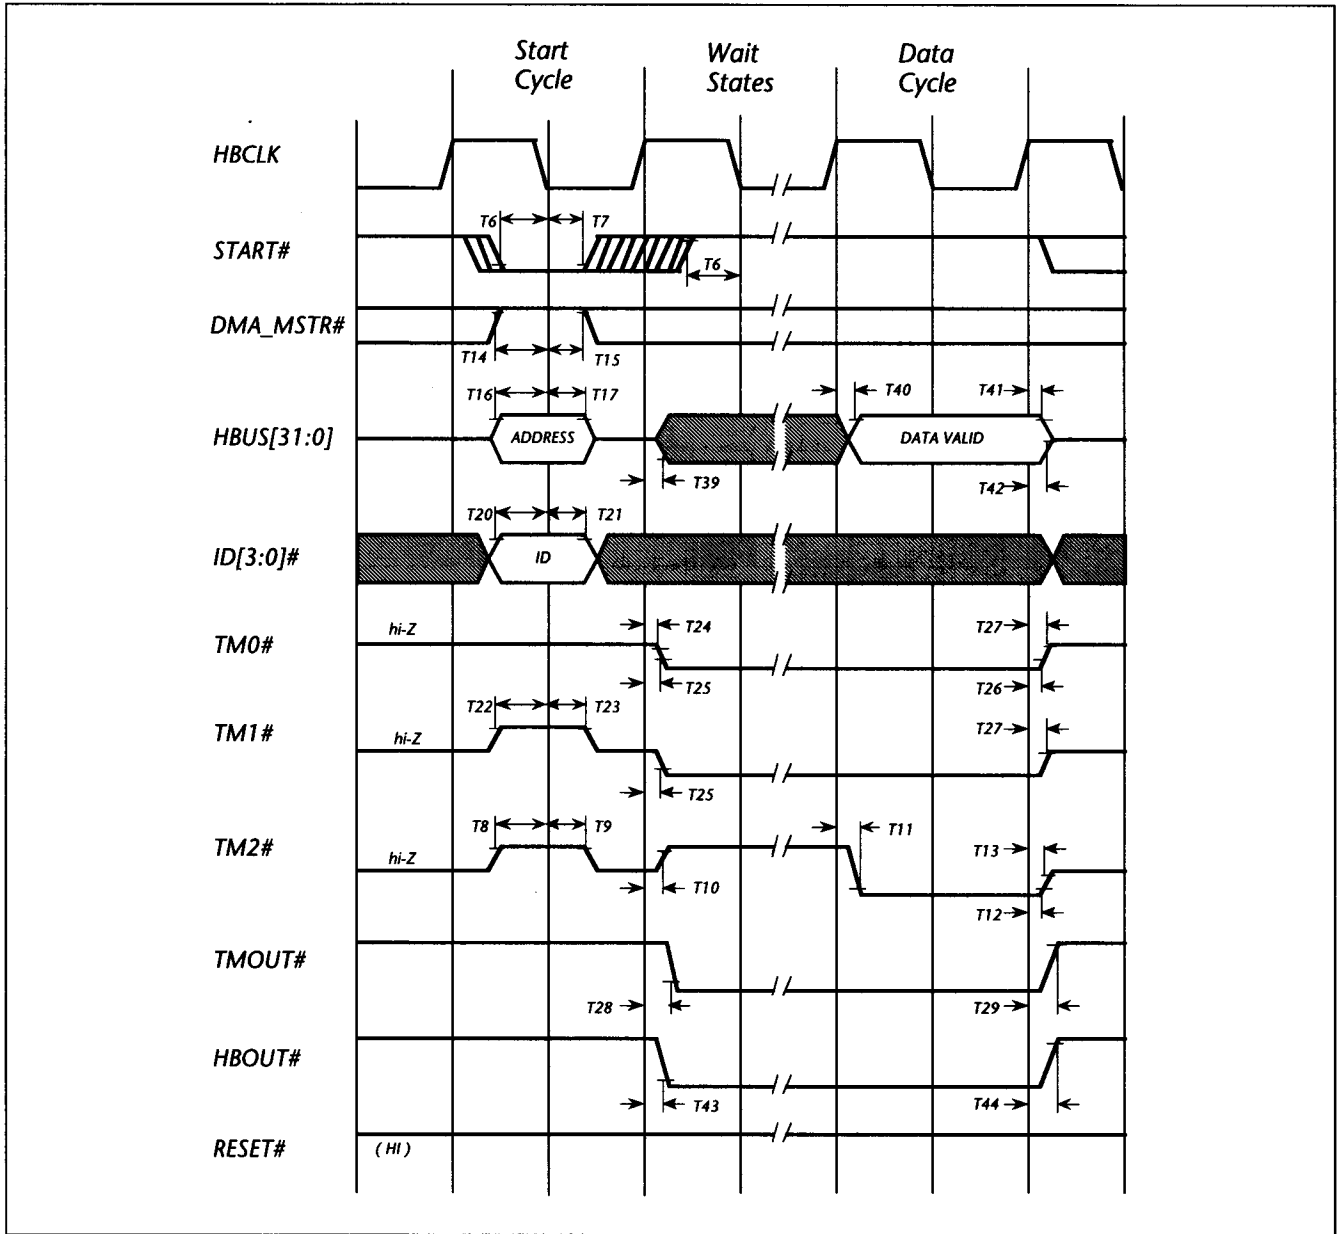 Start
Cycle
Wait
States
Data
Cycle
HBCLK
T6
T7
START#
T6
DMA_MSTR#
T14
T15
T16
T17
T40
T41
HBUS[31:0]
ADDRESS
DATA VALID
T39
T42
T20
T21
ID[3:0]#
ID
TM0#
hi-Z
T24
T27
T25
T26
T22
T23
TM1#
hi-Z
T27
T25
T8
T9
T11
TM2#
hi-Z
T13
T10
T12
TMOUT#
T28
T29
HBOUT#
T43
T44
RESET#
( HI )